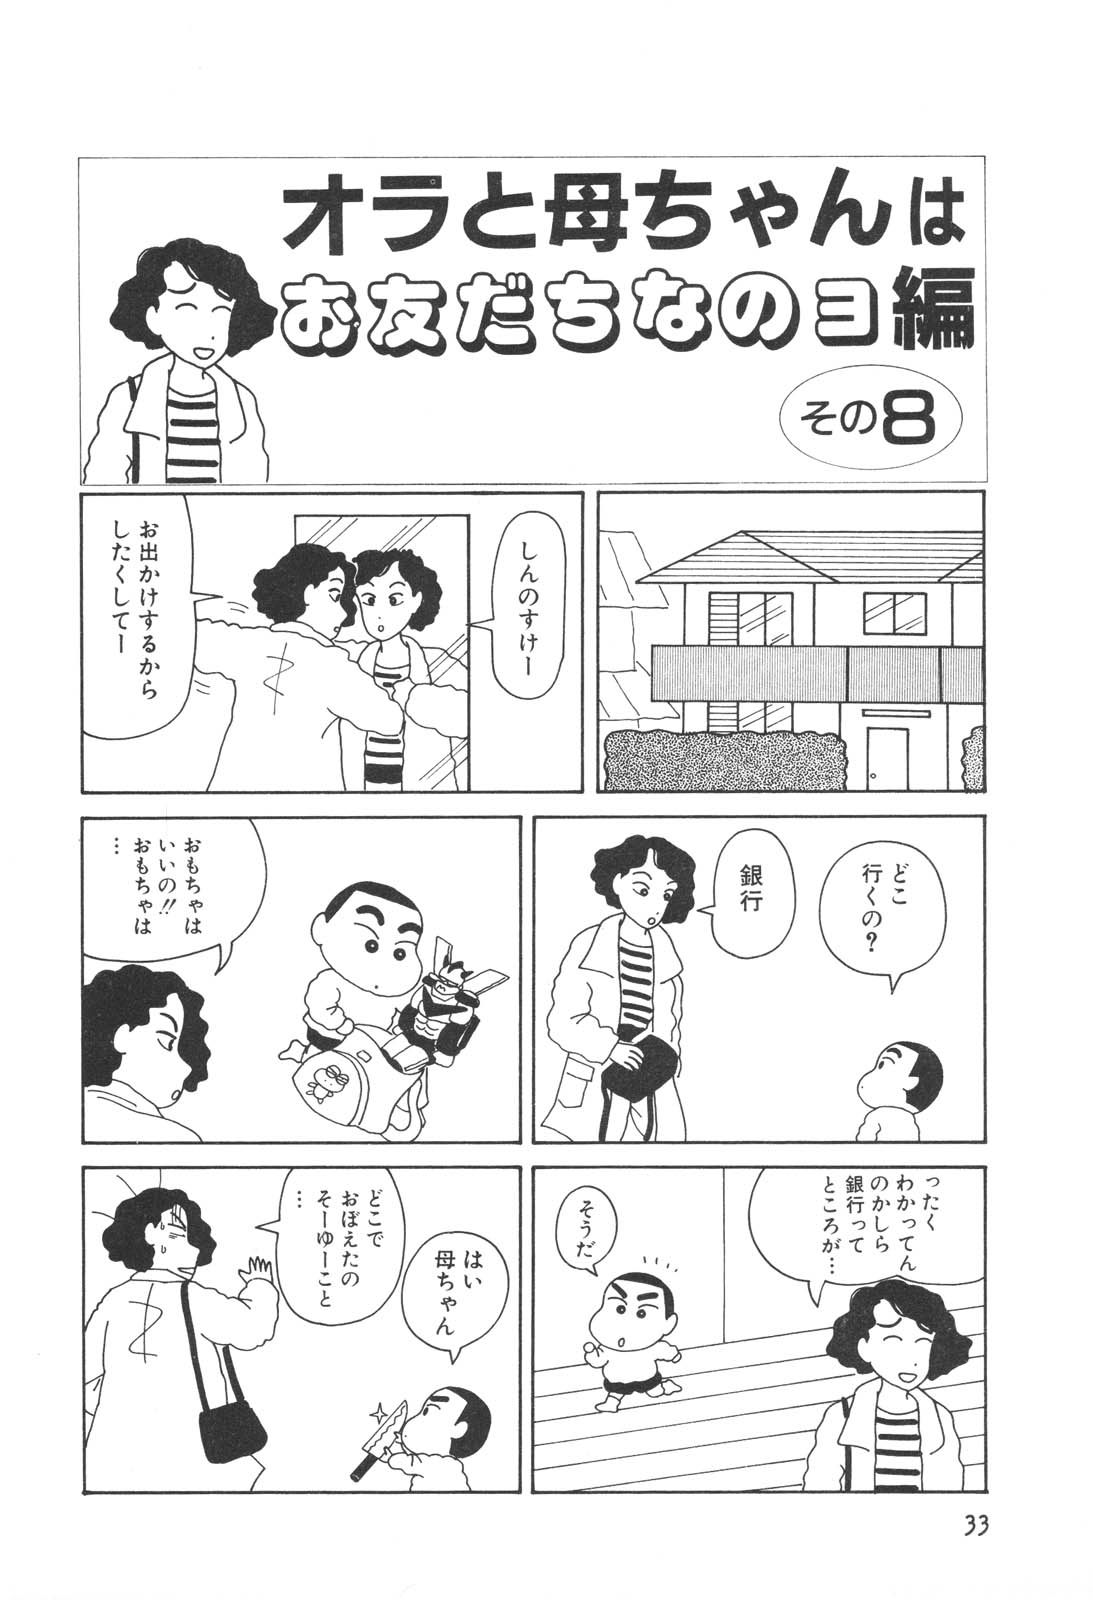 オラと母ちゃんは
お友だちなのヨ編
その8
しんのすけー
お出かけするから
したくしてー
どこ
行くの？
銀行
おもちゃは
いいの!!
おもちゃは
…
ったく
わかってん
のかしら
銀行って
ところが…
そうだ
はい
母ちゃん
どこで
おぼえたの
そーゆーこと
…
33